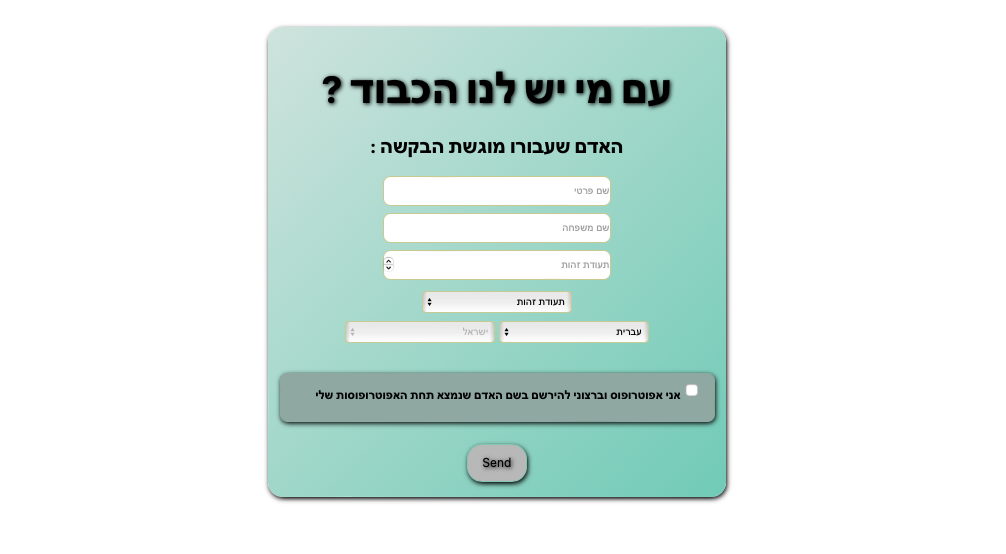 עם מי יש לנו הכבוד ?
האדם שעבורו מוגשת הבקשה :
שם פרטי
שם משפחה
תעודת זהות
תעודת זהות
עברית
ישראל
אני אפוטרופוס וברצוני להירשם בשם האדם שנמצא תחת האפוטרופוסות שלי
Send